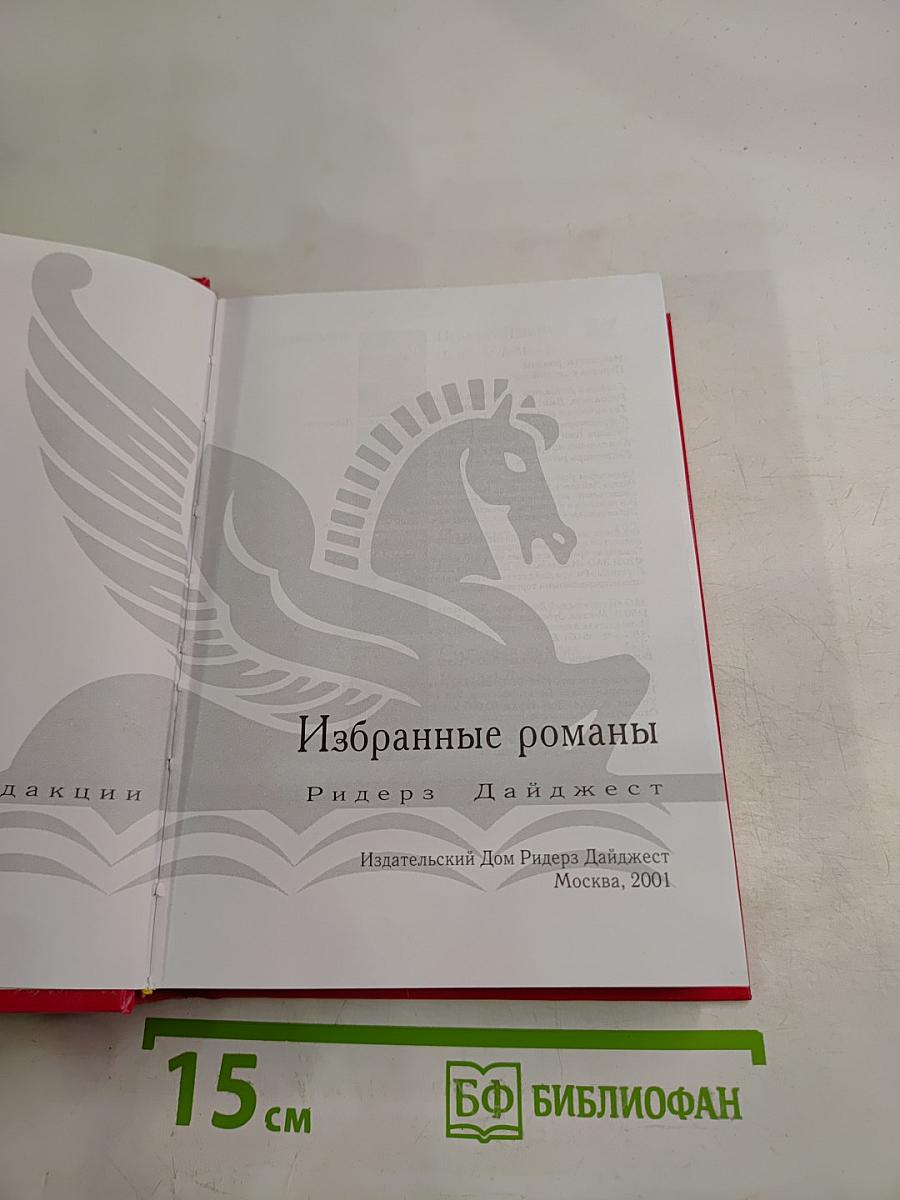 Избранные романы
дакции Ридерз Дайджест
Издательский Дом Ридерз Дайджест
Москва, 2001
15 см
БФ БИБЛИОФАН